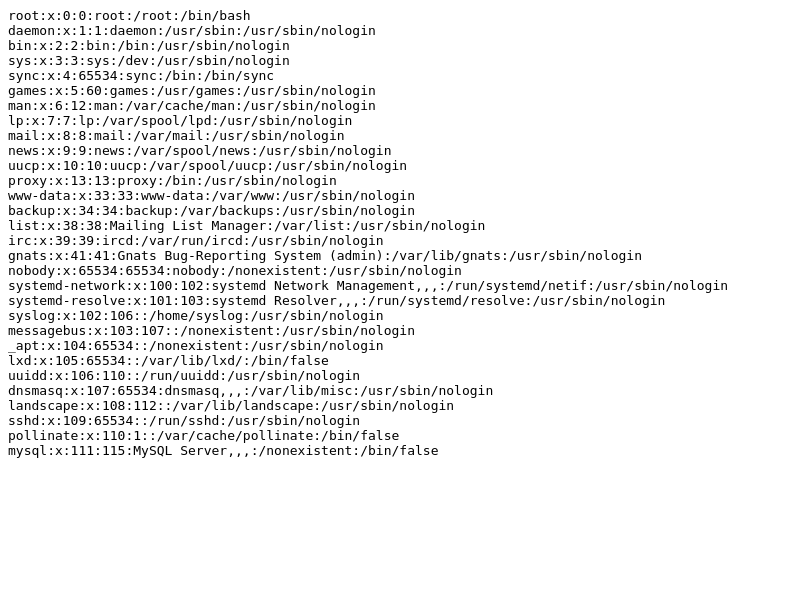 root:x:0:0:root:/root:/bin/bash
daemon:x:1:1:daemon:/usr/sbin:/usr/sbin/nologin
bin:x:2:2:bin:/bin:/usr/sbin/nologin
sys:x:3:3:sys:/dev:/usr/sbin/nologin
sync:x:4:65534:sync:/bin:/bin/sync
games:x:5:60:games:/usr/games:/usr/sbin/nologin
man:x:6:12:man:/var/cache/man:/usr/sbin/nologin
lp:x:7:7:lp:/var/spool/lpd:/usr/sbin/nologin
mail:x:8:8:mail:/var/mail:/usr/sbin/nologin
news:x:9:9:news:/var/spool/news:/usr/sbin/nologin
uucp:x:10:10:uucp:/var/spool/uucp:/usr/sbin/nologin
proxy:x:13:13:proxy:/bin:/usr/sbin/nologin
www-data:x:33:33:www-data:/var/www:/usr/sbin/nologin
backup:x:34:34:backup:/var/backups:/usr/sbin/nologin
list:x:38:38:Mailing List Manager:/var/list:/usr/sbin/nologin
irc:x:39:39:ircd:/var/run/ircd:/usr/sbin/nologin
gnats:x:41:41:Gnats Bug-Reporting System (admin):/var/lib/gnats:/usr/sbin/nologin
nobody:x:65534:65534:nobody:/nonexistent:/usr/sbin/nologin
systemd-network:x:100:102:systemd Network Management,,,:/run/systemd/netif:/usr/sbin/nologin
systemd-resolve:x:101:103:systemd Resolver,,,:/run/systemd/resolve:/usr/sbin/nologin
syslog:x:102:106::/home/syslog:/usr/sbin/nologin
messagebus:x:103:107::/nonexistent:/usr/sbin/nologin
_apt:x:104:65534::/nonexistent:/usr/sbin/nologin
lxd:x:105:65534::/var/lib/lxd/:/bin/false
uuidd:x:106:110::/run/uuidd:/usr/sbin/nologin
dnsmasq:x:107:65534:dnsmasq,,,:/var/lib/misc:/usr/sbin/nologin
landscape:x:108:112::/var/lib/landscape:/usr/sbin/nologin
sshd:x:109:65534::/run/sshd:/usr/sbin/nologin
pollinate:x:110:1::/var/cache/pollinate:/bin/false
mysql:x:111:115:MySQL Server,,,:/nonexistent:/bin/false